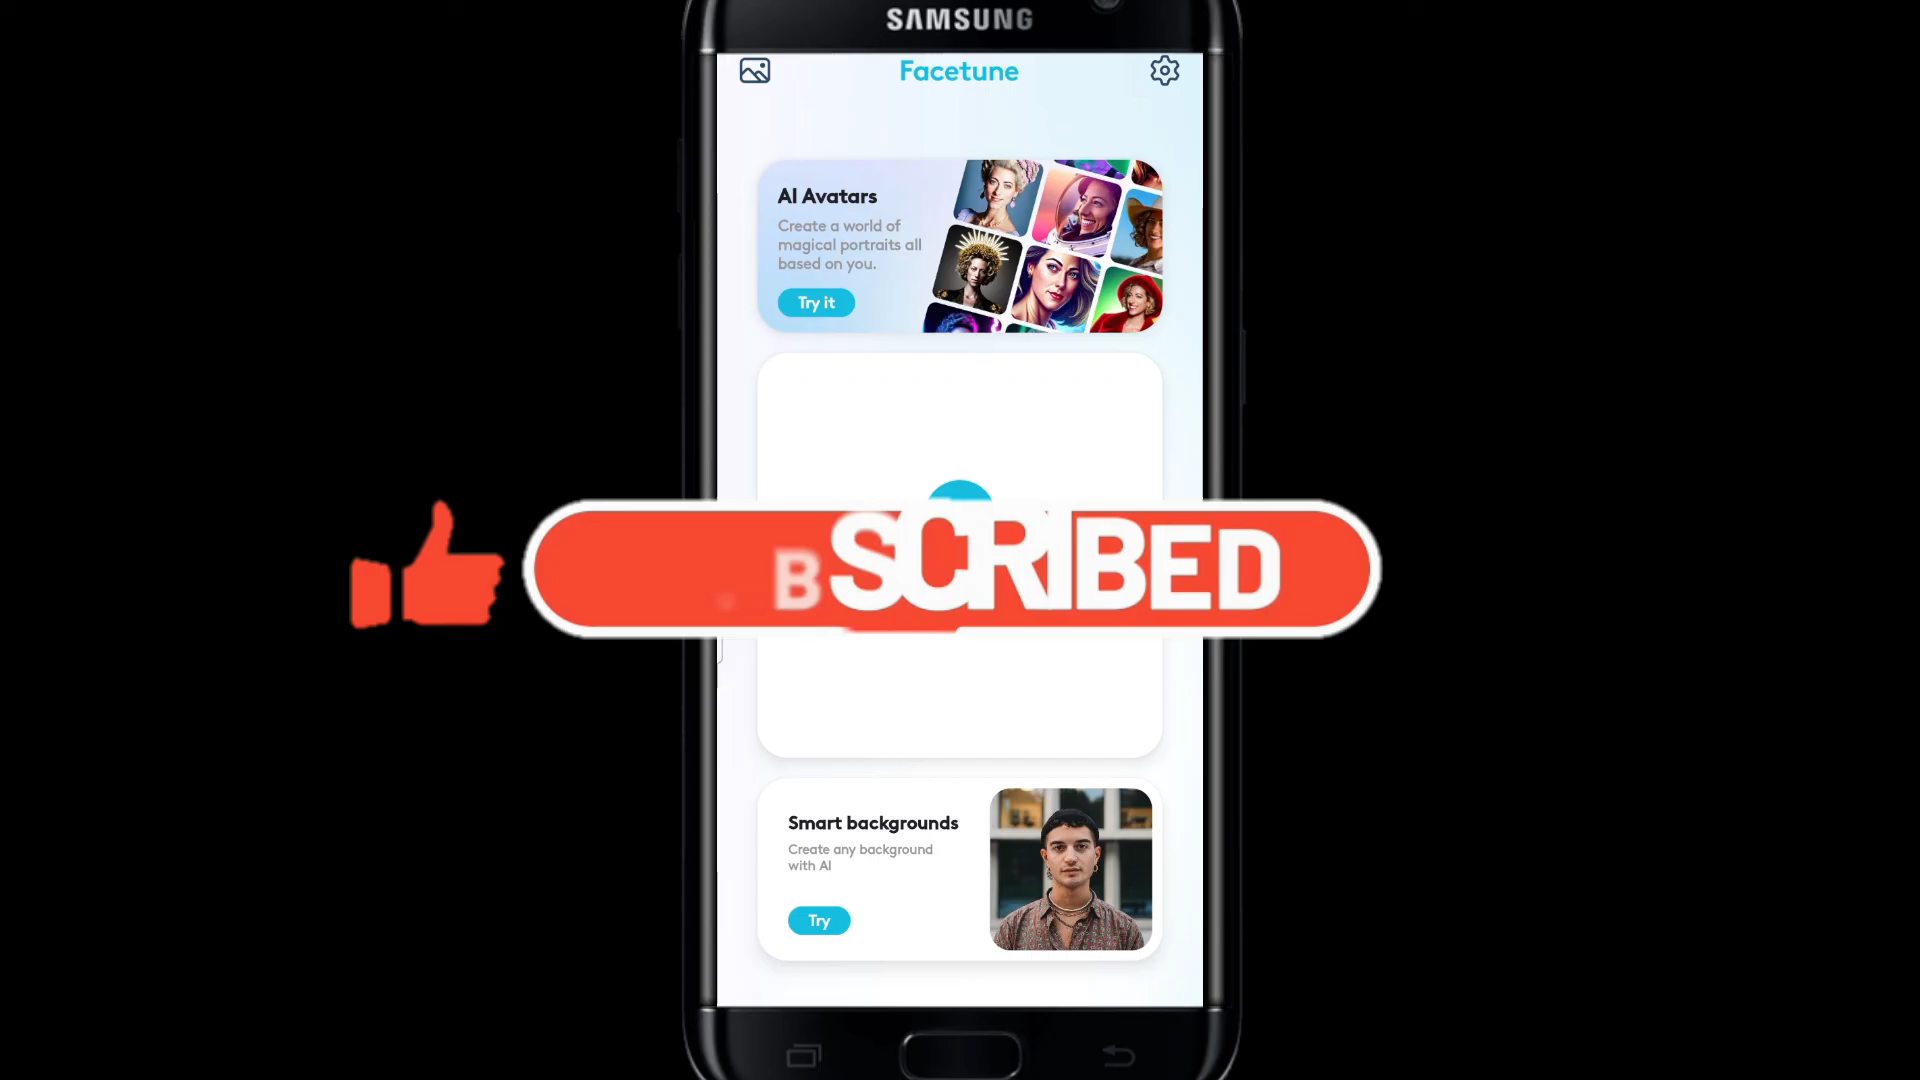 SAMSUNG
Facetune
AI Avatars
Create a world of
magical portraits all
based on you.
Try it
BSCRIBED
Smart backgrounds
Create any background
with AI
Try